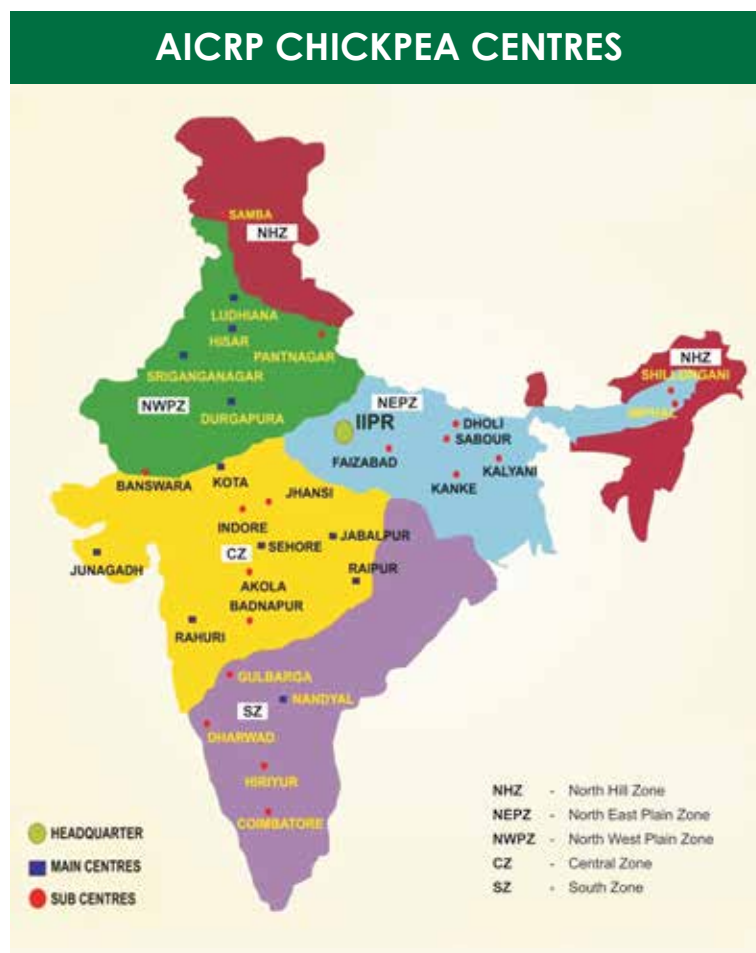 AICRP CHICKPEA CENTRES
SAMBA
NHZ
LUDHIANA
HISAR
PANTNAGAR
SRIGANGANAGAR
NWPZ
DURGAPURA
NHZ
SHILLONGANI
IMPHAL
NEPZ
IIPR
DHOLI
SABOUR
FAIZABAD
KALYANI
KANKE
BANSWARA
KOTA
JHANSI
INDORE
JABALPUR
SEHORE
CZ
JUNAGADH
RAIPUR
AKOLA
BADNAPUR
RAHURI
GULBARGA
NANDYAL
SZ
DHARWAD
HIRIYUR
COIMBATORE
HEADQUARTER
MAIN CENTRES
SUB CENTRES
NHZ - North Hill Zone
NEPZ - North East Plain Zone
NWPZ - North West Plain Zone
CZ - Central Zone
SZ - South Zone